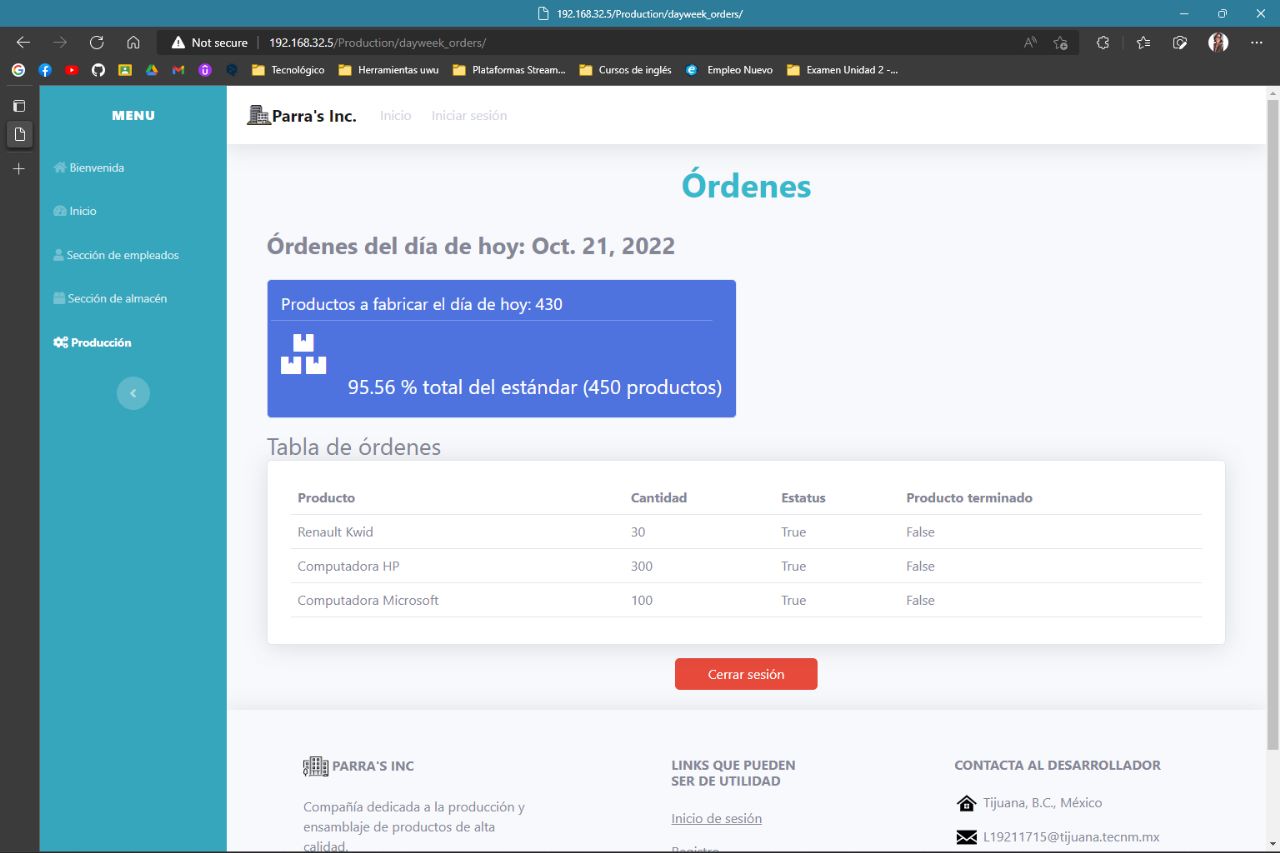 192.168.32.5/Production/dayweek_orders/
Not secure
192.168.32.5/Production/dayweek_orders/
Tecnológico
Herramientas uwu
Plataformas Stream...
Cursos de inglés
Empleo Nuevo
Examen Unidad 2 -...
MENU
Bienvenida
Inicio
Sección de empleados
Sección de almacén
Producción
Parra's Inc. Inicio Iniciar sesión
Órdenes
Órdenes del día de hoy: Oct. 21, 2022
Productos a fabricar el día de hoy: 430
95.56 % total del estándar (450 productos)
Tabla de órdenes
Producto Cantidad Estatus Producto terminado
Renault Kwid 30 True False
Computadora HP 300 True False
Computadora Microsoft 100 True False
Cerrar sesión
PARRA'S INC
Compañía dedicada a la producción y
ensamblaje de productos de alta
calidad.
LINKS QUE PUEDEN
SER DE UTILIDAD
Inicio de sesión
Registro
CONTACTA AL DESARROLLADOR
Tijuana, B.C., México
L19211715@tijuana.tecnm.mx